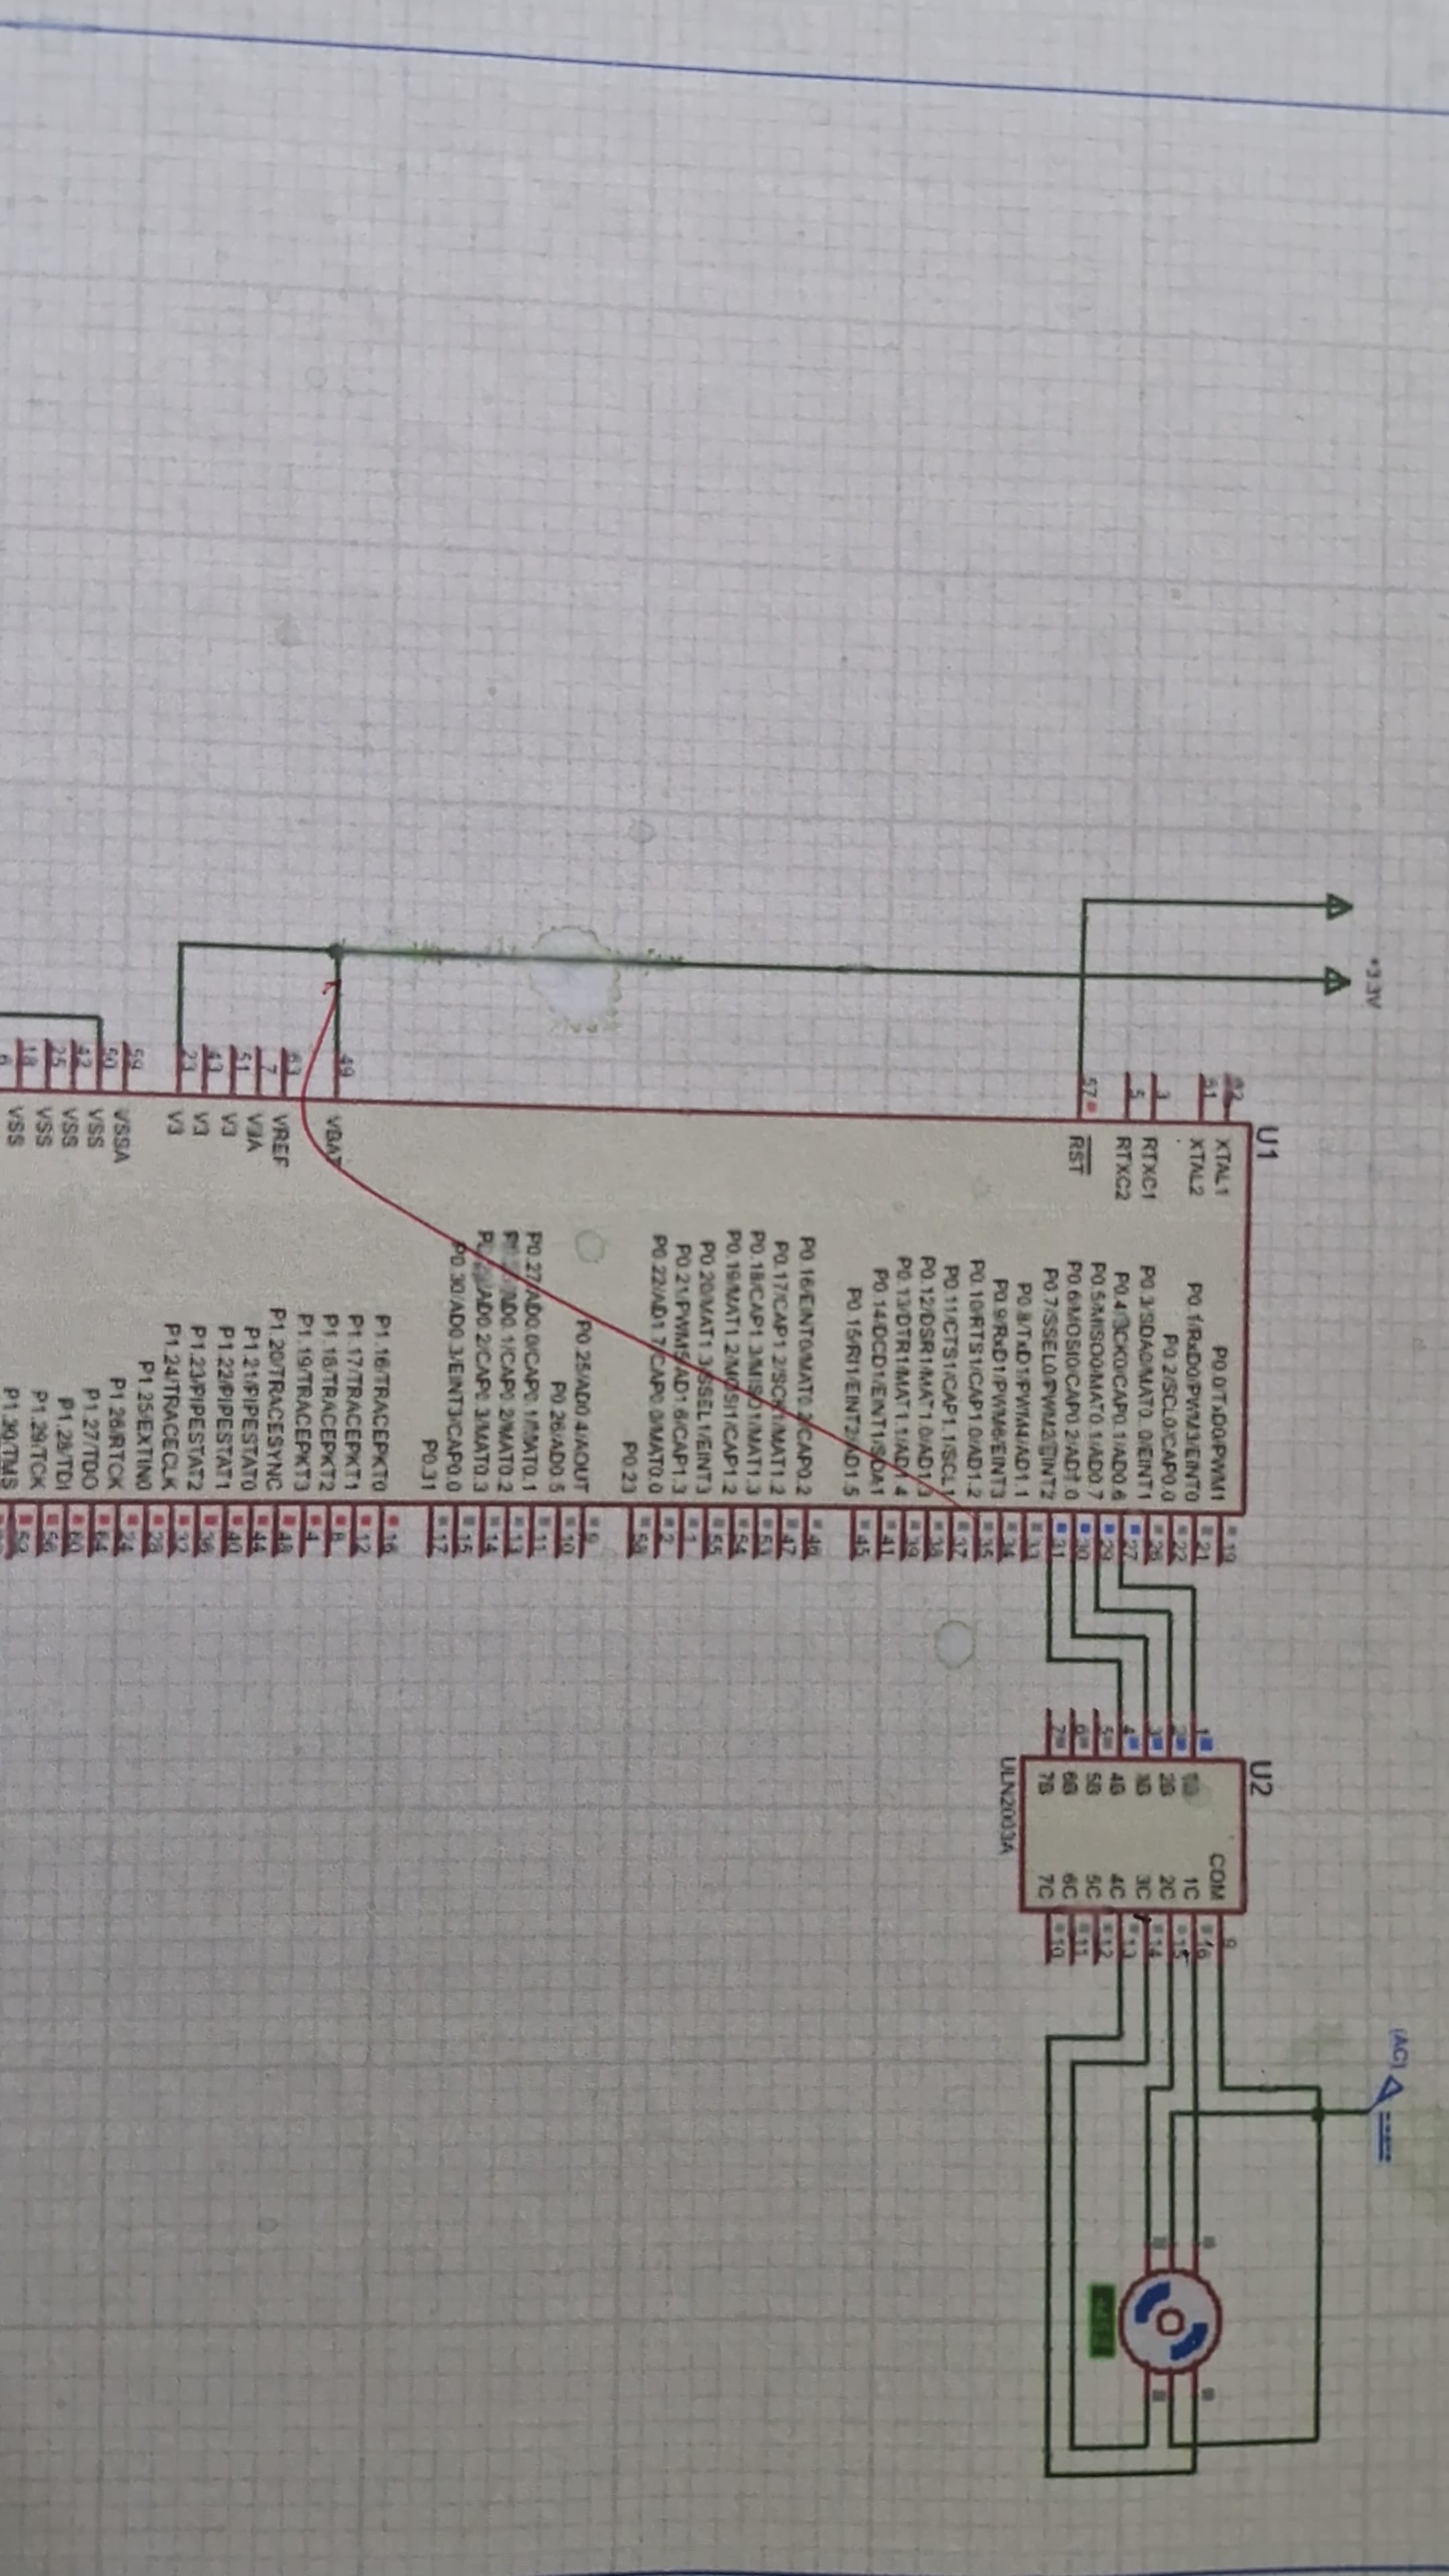 +3.3V
U1
62
XTAL1
61
XTAL2
3
RTXC1
5
RTXC2
57
RST
49
VBAT
63
VREF
7
V3A
51
V3
43
V3
23
V3
59
VSSA
50
VSS
42
VSS
25
VSS
18
VSS
6
P0.0/TxD0/PWM1
19
P0.1/RxD0/PWM3/EINT0
21
P0.2/SCL0/CAP0.0
22
P0.3/SDA0/MAT0.0/EINT1
26
P0.4/SCK0/CAP0.1/AD0.6
27
P0.5/MISO0/MAT0.1/AD0.7
29
P0.6/MOSI0/CAP0.2/AD1.0
30
P0.7/SSEL0/PWM2/EINT2
31
P0.8/TxD1/PWM4/AD1.1
33
P0.9/RxD1/PWM6/EINT3
34
P0.10/RTS1/CAP1.0/AD1.2
35
P0.11/CTS1/CAP1.1/SCL1
37
P0.12/DSR1/MAT1.0/AD1.3
38
P0.13/DTR1/MAT1.1/AD1.4
39
P0.14/DCD1/EINT1/SDA1
41
P0.15/RI1/EINT2/AD1.5
45
P0.16/EINT0/MAT0.2/CAP0.2
46
P0.17/CAP1.2/SCK1/MAT1.2
47
P0.18/CAP1.3/MISO1/MAT1.3
53
P0.19/MAT1.2/MOSI1/CAP1.2
54
P0.20/MAT1.3/SSEL1/EINT3
55
P0.21/PWM5/AD1.6/CAP1.3
1
P0.22/AD1.7/CAP0.0/MAT0.0
2
P0.23
58
P0.25/AD0.4/AOUT
9
P0.26/AD0.5
10
P0.27/AD0.0/CAP0.1/MAT0.1
11
/AD0.1/CAP0.2/MAT0.2
13
/AD0.2/CAP0.3/MAT0.3
14
P0.30/AD0.3/EINT3/CAP0.0
15
P0.31
17
P1.16/TRACEPKT0
16
P1.17/TRACEPKT1
12
P1.18/TRACEPKT2
8
P1.19/TRACEPKT3
4
P1.20/TRACESYNC
48
P1.21/PIPESTAT0
44
P1.22/PIPESTAT1
40
P1.23/PIPESTAT2
36
P1.24/TRACECLK
32
P1.25/EXTIN0
28
P1.26/RTCK
24
P1.27/TDO
64
P1.28/TDI
60
P1.29/TCK
56
P1.30/TMS
52
U2
1
1B
2
2B
3
3B
4
4B
5
5B
6
6B
7
7B
COM
9
1C
16
2C
15
3C
14
4C
13
5C
12
6C
11
7C
10
ULN2003A
(AC)